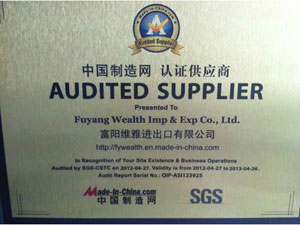 Audited Supplier
中国制造网 认证供应商
AUDITED SUPPLIER
Presented To
Fuyang Wealth Imp & Exp Co., Ltd.
富阳维雅进出口有限公司
http://fywealth.en.made-in-china.com
In Recognition of Your Site Existence & Business Operations
Audited by SGS-CSTC on 2012-04-27. Validity is from 2012-04-27 to 2013-04-26.
Audit Report Serial No.: QIP-ASI123925
Made-in-China.com
中国制造网
SGS